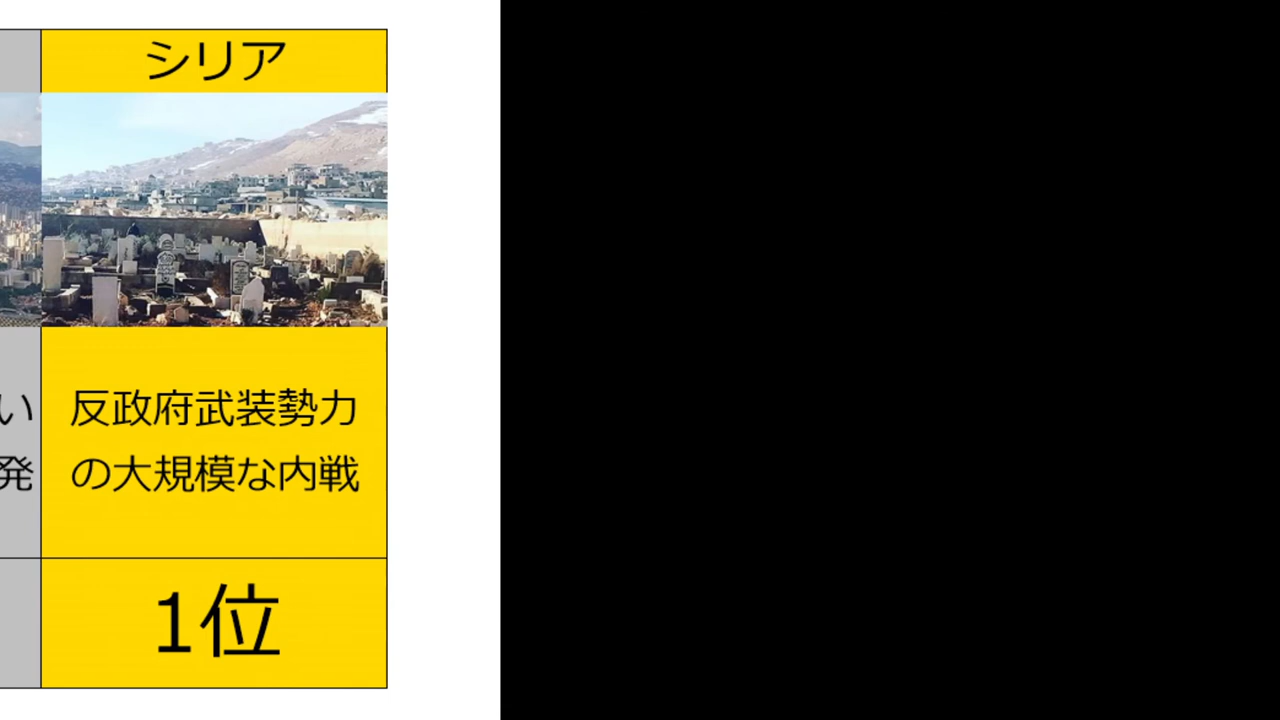 シリア
い
発
反政府武装勢力
の大規模な内戦
1位